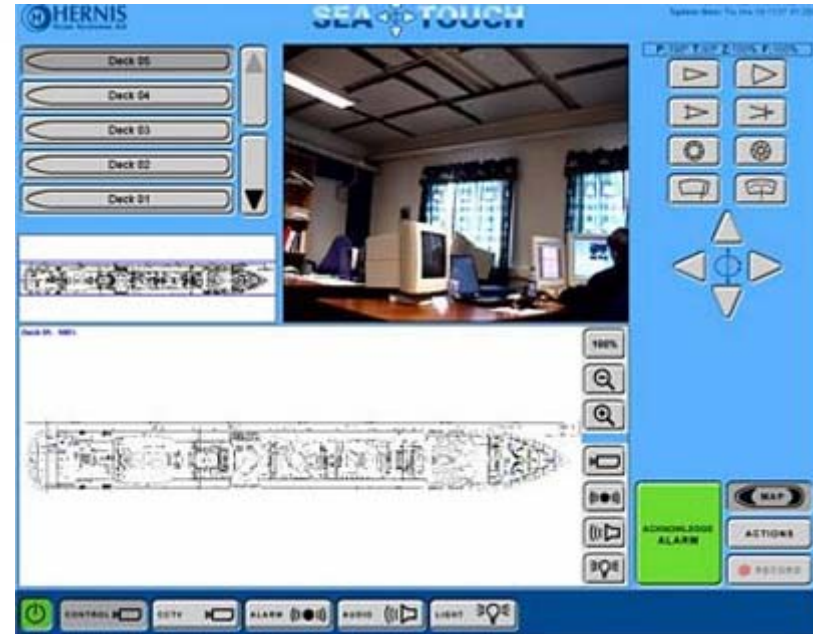 HERNIS
SEA TOUCH
Deck 05
Deck 04
Deck 03
Deck 02
Deck 01
100%
MAP
ACKNOWLEDGE
ALARM
ACTIONS
RECORD
CONTROL
CCTV
ALARM
AUDIO
LIGHT